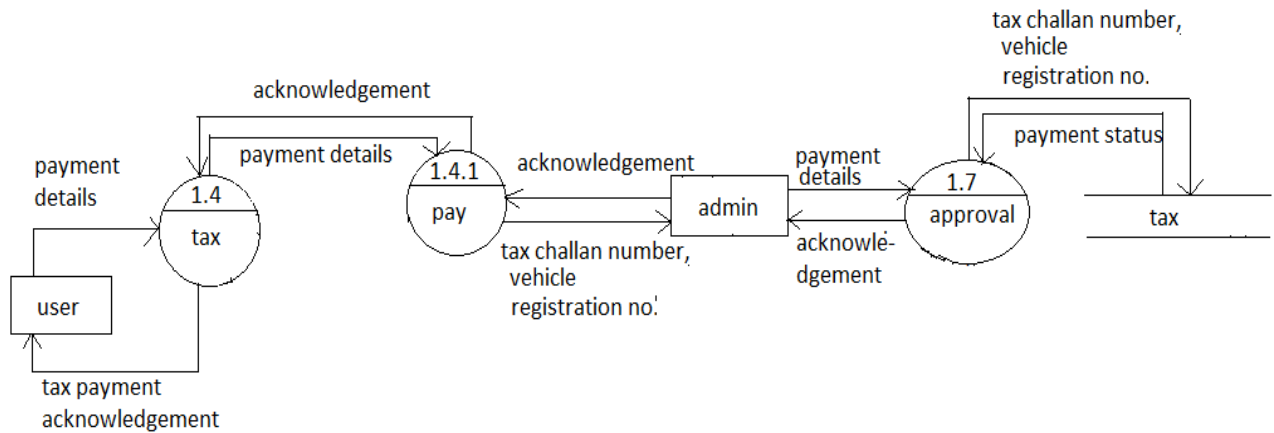 tax challan number,
vehicle
registration no.
acknowledgement
payment status
payment details
payment
details
acknowledgement
payment
details
1.4
1.4.1
1.7
tax
pay
admin
approval
tax
tax challan number,
vehicle
registration no.
acknowle-
dgement
user
tax payment
acknowledgement